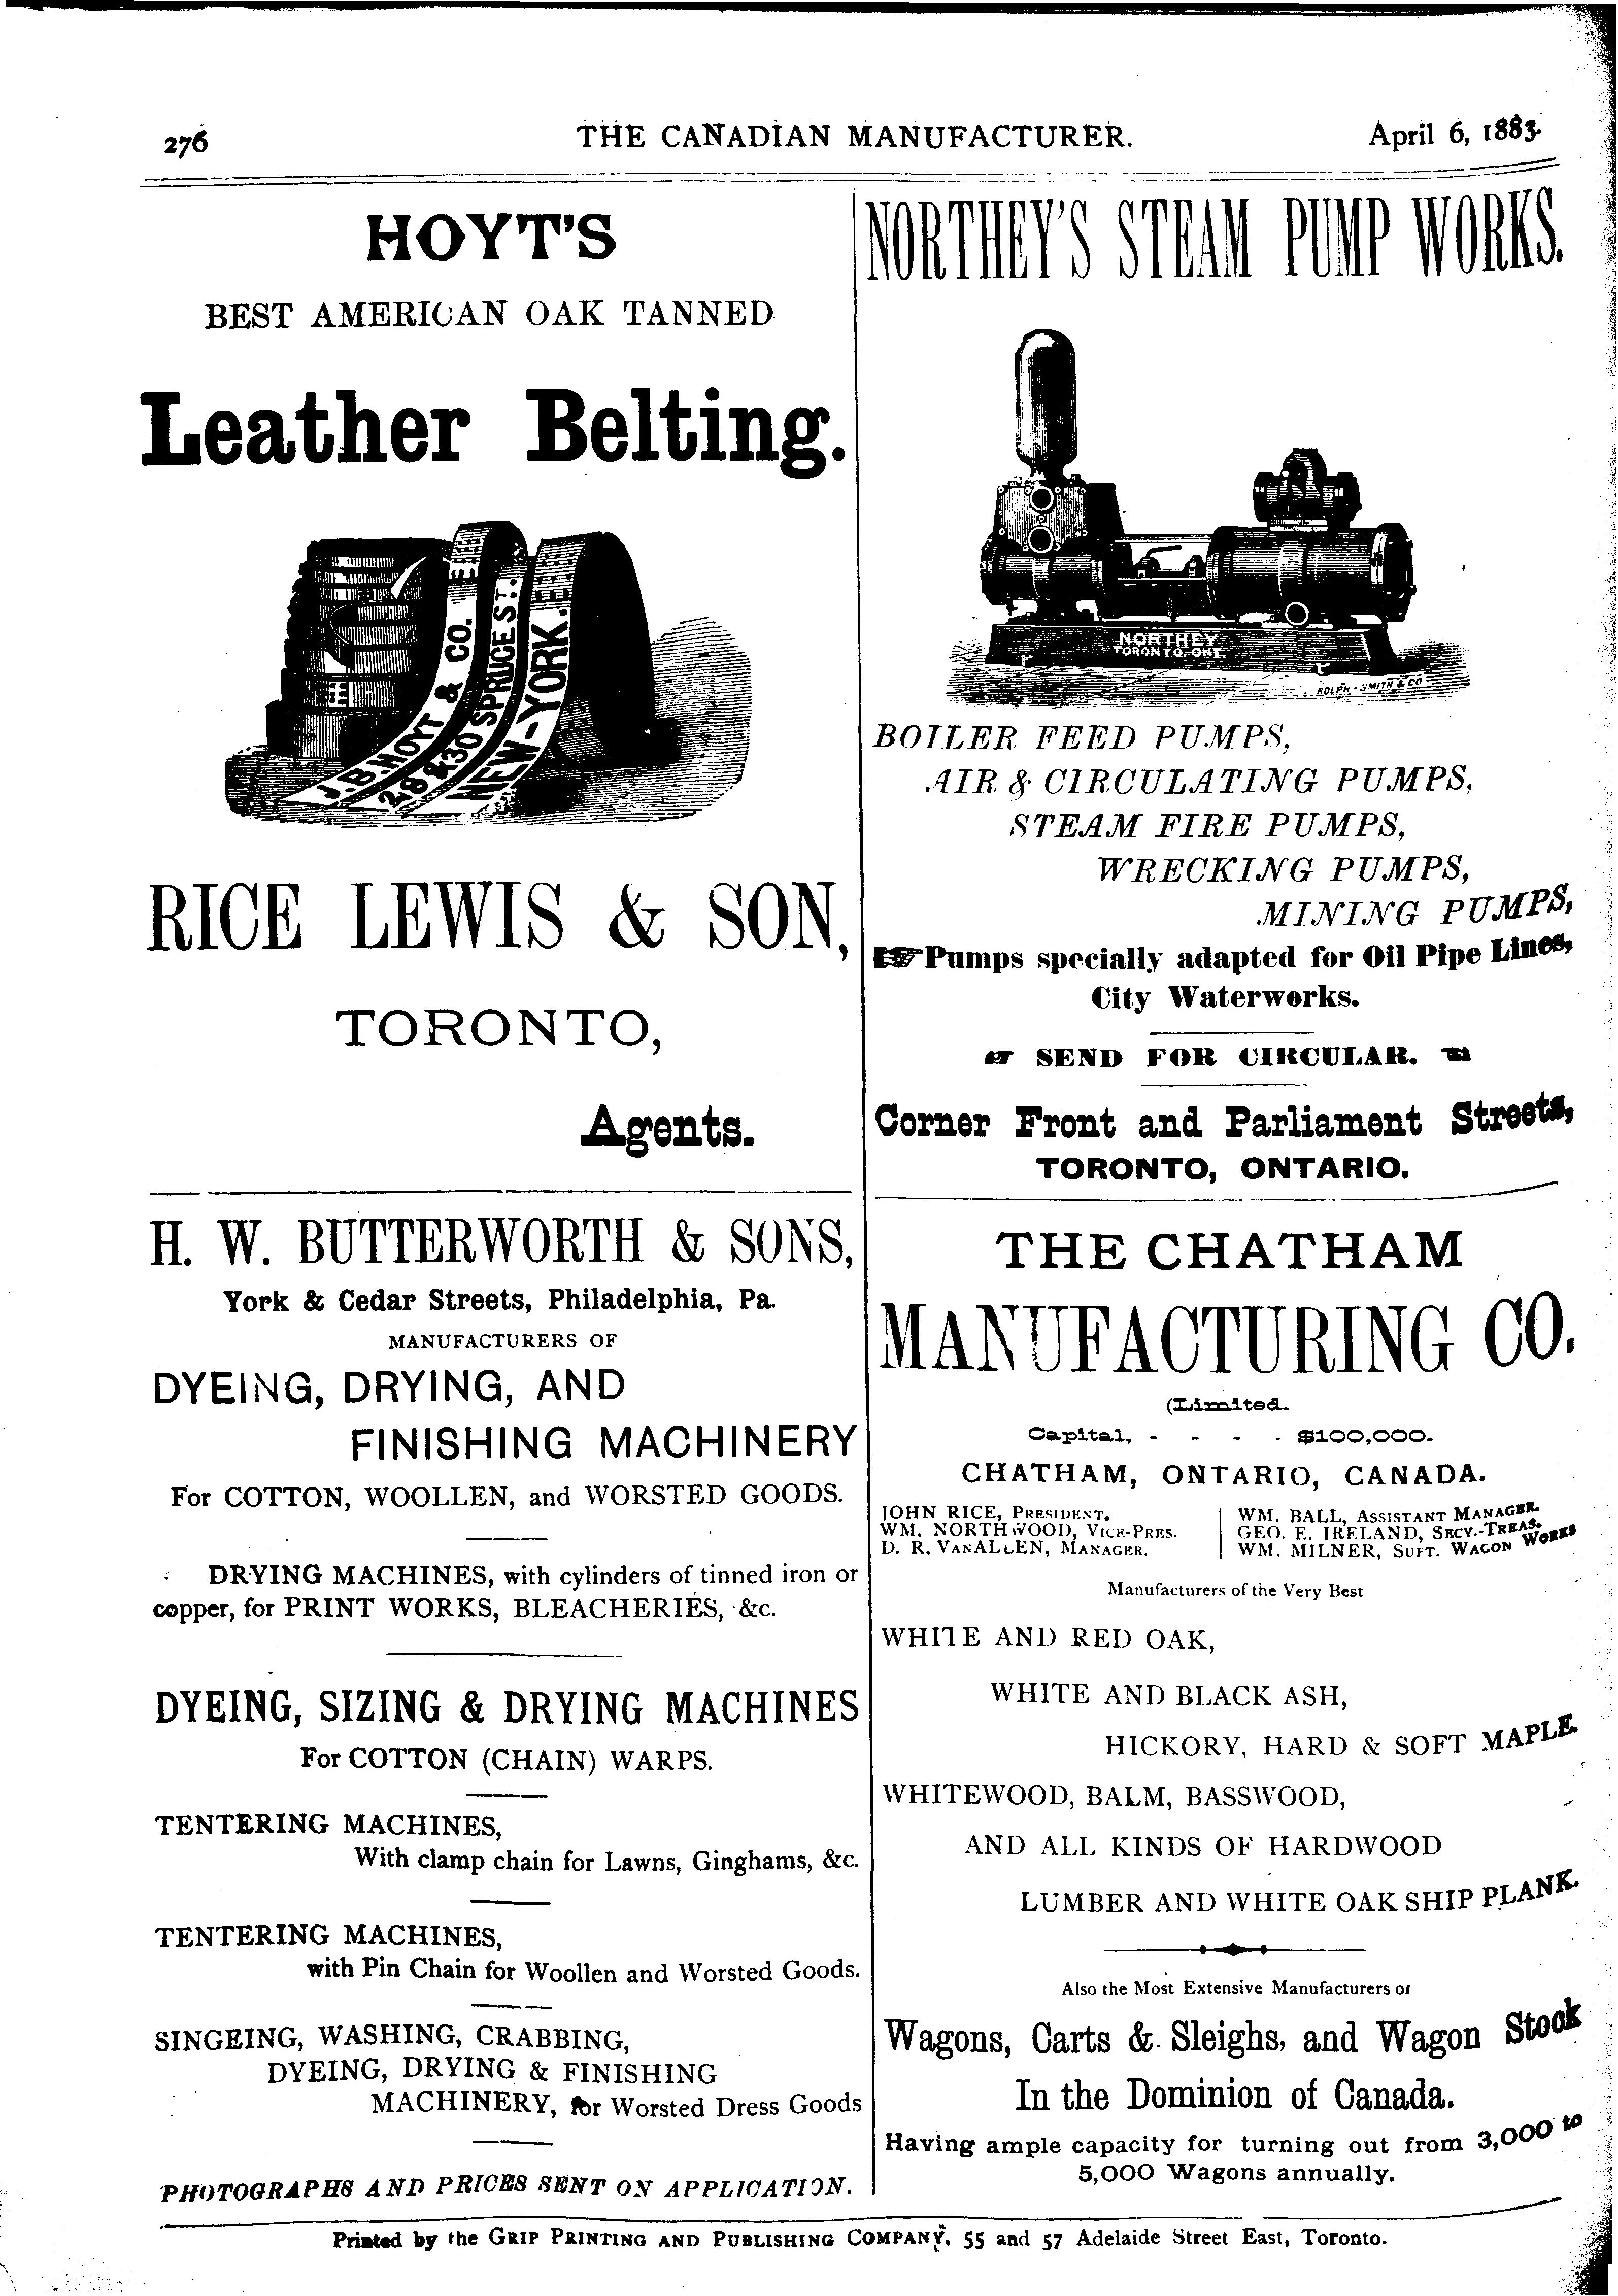 276
THE CANADIAN MANUFACTURER.
April 6, 1883.
HOYT'S
BEST AMERICAN OAK TANNED
Leather Belting.
J.B.HOYT & CO.
28 & 30 SPRUCE ST.
NEW-YORK.
RICE LEWIS & SON,
TORONTO,
Agents.
NORTHEY'S STEAM PUMP WORKS.
NORTHEY
TORONTO. ONT.
ROLPH-SMITH & CO
BOILER FEED PUMPS,
AIR & CIRCULATING PUMPS,
STEAM FIRE PUMPS,
WRECKING PUMPS,
MINING PUMPS,
Pumps specially adapted for Oil Pipe Lines,
City Waterworks.
SEND FOR CIRCULAR.
Corner Front and Parliament Streets,
TORONTO, ONTARIO.
H. W. BUTTERWORTH & SONS,
York & Cedar Streets, Philadelphia, Pa.
MANUFACTURERS OF
DYEING, DRYING, AND
FINISHING MACHINERY
For COTTON, WOOLLEN, and WORSTED GOODS.
DRYING MACHINES, with cylinders of tinned iron or
copper, for PRINT WORKS, BLEACHERIES, &c.
DYEING, SIZING & DRYING MACHINES
For COTTON (CHAIN) WARPS.
TENTERING MACHINES,
With clamp chain for Lawns, Ginghams, &c.
TENTERING MACHINES,
with Pin Chain for Woollen and Worsted Goods.
SINGEING, WASHING, CRABBING,
DYEING, DRYING & FINISHING
MACHINERY, for Worsted Dress Goods
PHOTOGRAPHS AND PRICES SENT ON APPLICATION.
THE CHATHAM
MANUFACTURING CO.
(Limited.
Capital, - - - - $100,000.
CHATHAM, ONTARIO, CANADA.
JOHN RICE, PRESIDENT.
WM. NORTHWOOD, VICE-PRES.
D. R. VANALLEN, MANAGER.
WM. BALL, ASSISTANT MANAGER.
GEO. E. IRELAND, SECY.-TREAS.
WM. MILNER, SUPT. WAGON WORKS
Manufacturers of the Very Best
WHITE AND RED OAK,
WHITE AND BLACK ASH,
HICKORY, HARD & SOFT MAPLE.
WHITEWOOD, BALM, BASSWOOD,
AND ALL KINDS OF HARDWOOD
LUMBER AND WHITE OAK SHIP PLANK.
Also the Most Extensive Manufacturers of
Wagons, Carts & Sleighs, and Wagon Stock
In the Dominion of Canada.
Having ample capacity for turning out from 3,000 to
5,000 Wagons annually.
Printed by the GRIP PRINTING AND PUBLISHING COMPANY, 55 and 57 Adelaide Street East, Toronto.